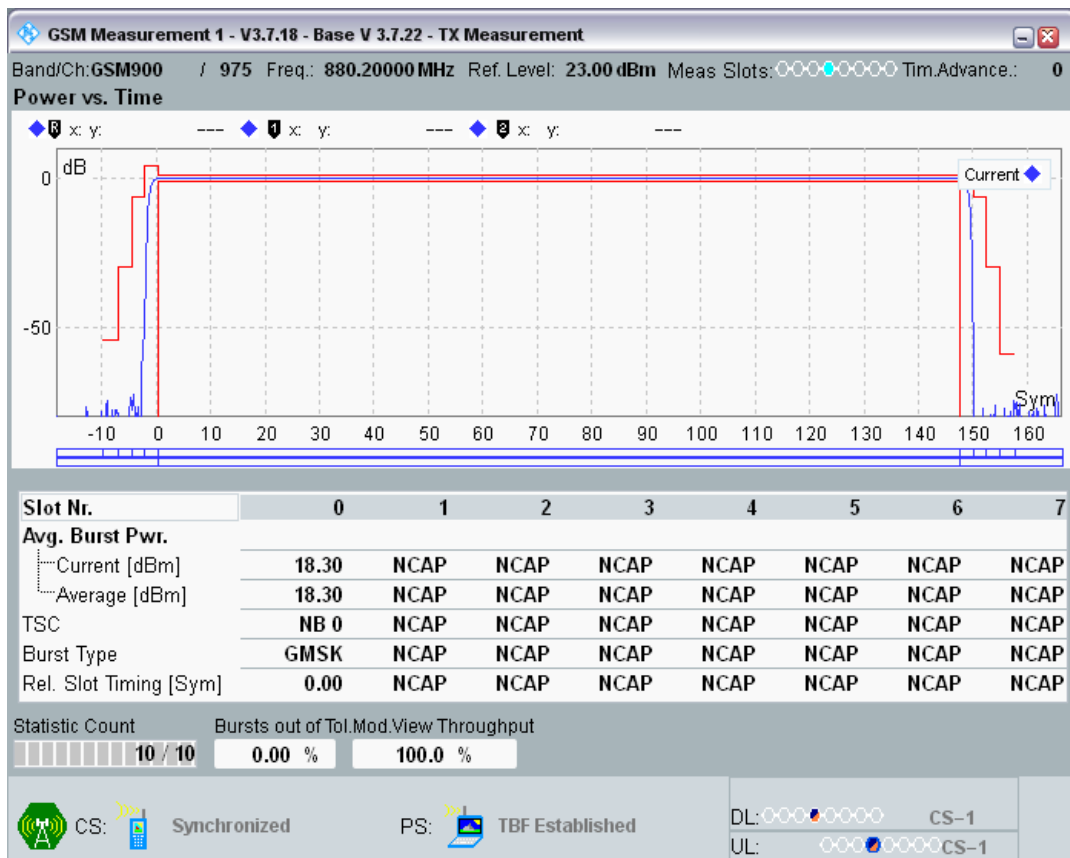 GSM Measurement 1 - V3.7.18 - Base V 3.7.22 - TX Measurement
Band/Ch:GSM900 / 975 Freq.: 880.20000 MHz Ref. Level: 23.00 dBm Meas Slots: Tim.Advance.: 0
Power vs. Time
R x: y: --- 1 x: y: --- 2 x: y: ---
dB
Current
0
-50
Sym
-10 0 10 20 30 40 50 60 70 80 90 100 110 120 130 140 150 160
Slot Nr. 0 1 2 3 4 5 6 7
Avg. Burst Pwr.
Current [dBm] 18.30 NCAP NCAP NCAP NCAP NCAP NCAP NCAP
Average [dBm] 18.30 NCAP NCAP NCAP NCAP NCAP NCAP NCAP
TSC NB 0 NCAP NCAP NCAP NCAP NCAP NCAP NCAP
Burst Type GMSK NCAP NCAP NCAP NCAP NCAP NCAP NCAP
Rel. Slot Timing [Sym] 0.00 NCAP NCAP NCAP NCAP NCAP NCAP NCAP
Statistic Count Bursts out of Tol.Mod.View Throughput
10 / 10 0.00 % 100.0 %
CS: Synchronized PS: TBF Established
DL: CS-1
UL: CS-1